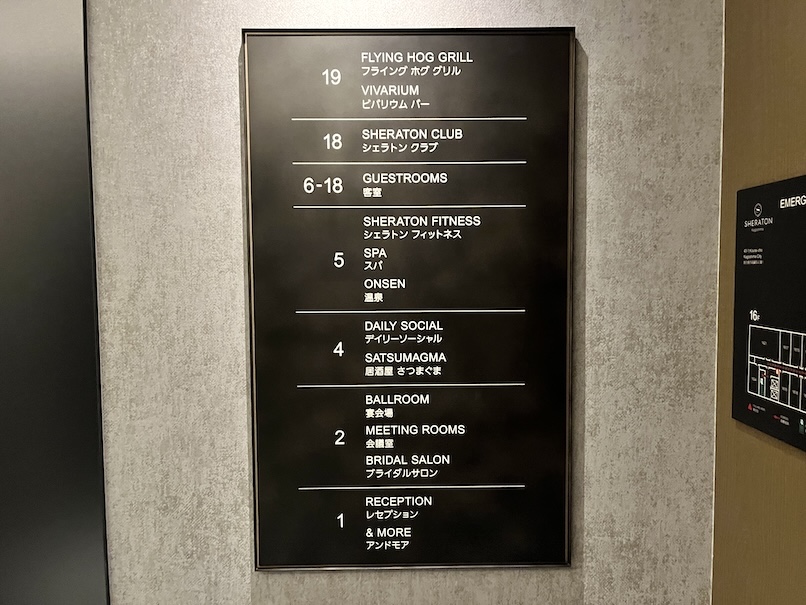 19
FLYING HOG GRILL
フライング ホグ グリル
VIVARIUM
ビバリウム バー
18
SHERATON CLUB
シェラトン クラブ
6-18
GUESTROOMS
客室
5
SHERATON FITNESS
シェラトン フィットネス
SPA
スパ
ONSEN
温泉
4
DAILY SOCIAL
デイリーソーシャル
SATSUMAGMA
居酒屋 さつまぐま
2
BALLROOM
宴会場
MEETING ROOMS
会議室
BRIDAL SALON
ブライダルサロン
1
RECEPTION
レセプション
& MORE
アンドモア
EMERG
SHERATON
16F